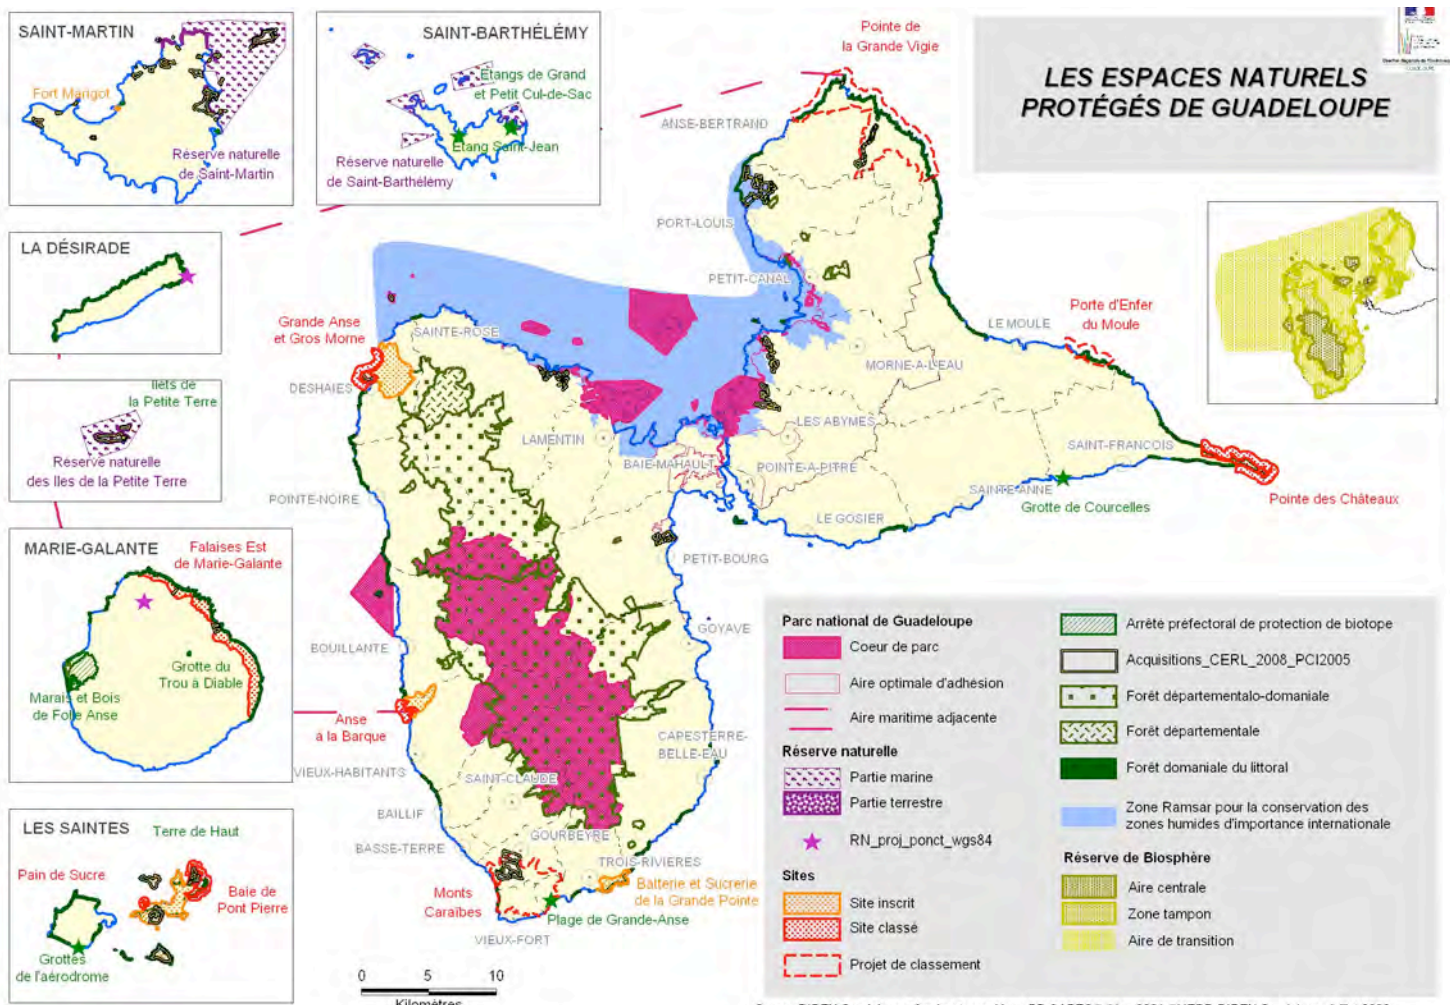 LES ESPACES NATURELS
PROTÉGÉS DE GUADELOUPE
SAINT-MARTIN
Fort Marigot
Réserve naturelle
de Saint-Martin
SAINT-BARTHÉLÉMY
Etangs de Grand
et Petit Cul-de-Sac
Etang Saint-Jean
Réserve naturelle
de Saint-Barthélémy
LA DÉSIRADE
Ilets de
la Petite Terre
Réserve naturelle
des Iles de la Petite Terre
MARIE-GALANTE
Falaises Est
de Marie-Galante
Grotte du
Trou à Diable
Marais et Bois
de Folle Anse
LES SAINTES
Terre de Haut
Pain de Sucre
Baie de
Pont Pierre
Grottes
de l'aérodrome
Pointe de
la Grande Vigie
ANSE-BERTRAND
PORT-LOUIS
PETIT-CANAL
Porte d'Enfer
du Moule
LE MOULE
MORNE-A-L'EAU
Grande Anse
et Gros Morne
SAINTE-ROSE
DESHAIES
LAMENTIN
LES ABYMES
BAIE-MAHAULT
POINTE-A-PITRE
SAINT-FRANCOIS
SAINTE-ANNE
Grotte de Courcelles
Pointe des Châteaux
LE GOSIER
POINTE-NOIRE
PETIT-BOURG
GOYAVE
BOUILLANTE
Anse
à la Barque
CAPESTERRE-
BELLE-EAU
VIEUX-HABITANTS
SAINT-CLAUDE
BAILLIF
GOURBEYRE
BASSE-TERRE
TROIS-RIVIERES
Monts
Caraïbes
Batterie et Sucrerie
de la Grande Pointe
Plage de Grande-Anse
VIEUX-FORT
0 5 10
Kilomètres
Parc national de Guadeloupe
Coeur de parc
Aire optimale d'adhésion
Aire maritime adjacente
Réserve naturelle
Partie marine
Partie terrestre
RN_proj_ponct_wgs84
Sites
Site inscrit
Site classé
Projet de classement
Arrêté préfectoral de protection de biotope
Acquisitions_CERL_2008_PCI2005
Forêt départementalo-domaniale
Forêt départementale
Forêt domaniale du littoral
Zone Ramsar pour la conservation des
zones humides d'importance internationale
Réserve de Biosphère
Aire centrale
Zone tampon
Aire de transition